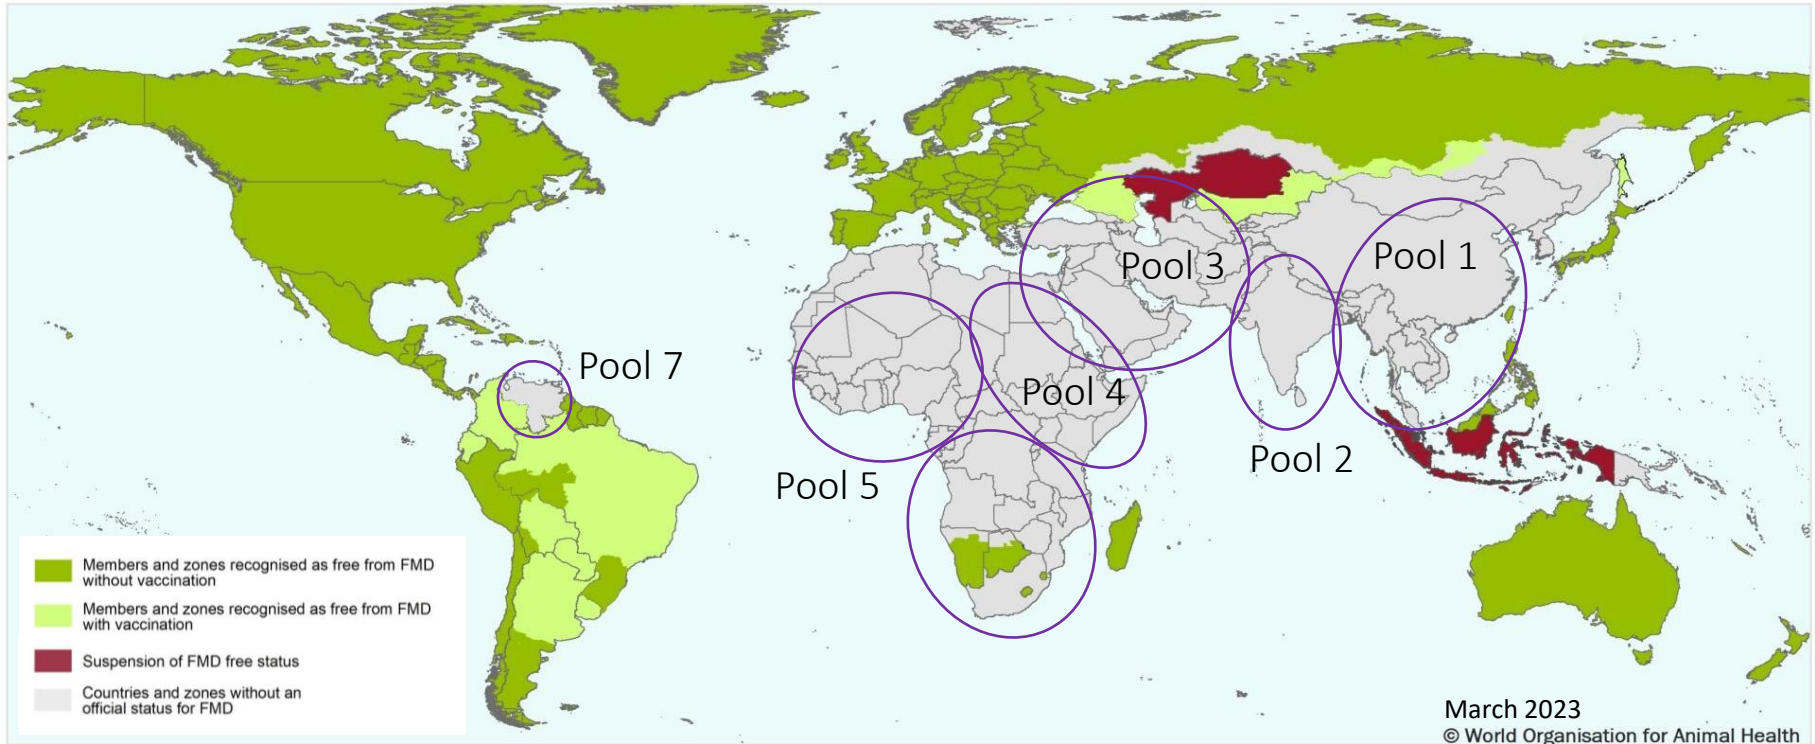 Pool 3
Pool 1
Pool 7
Pool 4
Pool 2
Pool 5
Members and zones recognised as free from FMD
without vaccination
Members and zones recognised as free from FMD
with vaccination
Suspension of FMD free status
Countries and zones without an
official status for FMD
March 2023
© World Organisation for Animal Health